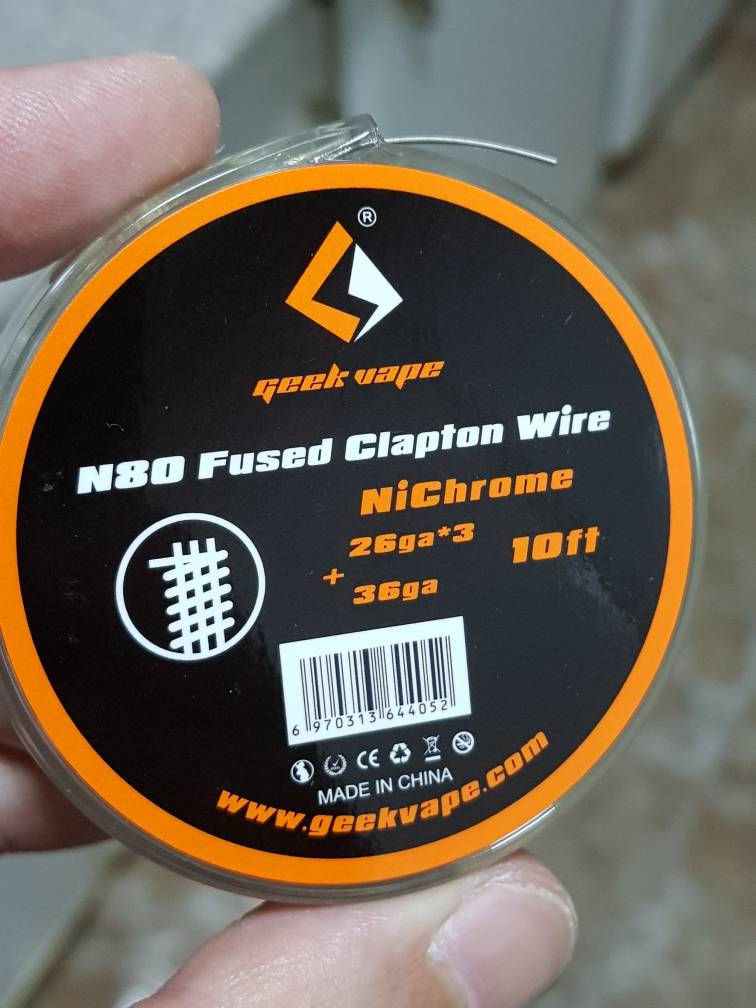 ®
geek vape
N80 Fused Clapton Wire
NiChrome
26ga*3
+ 36ga
10ft
6 970313 644052
CE
MADE IN CHINA
www.geekvape.com